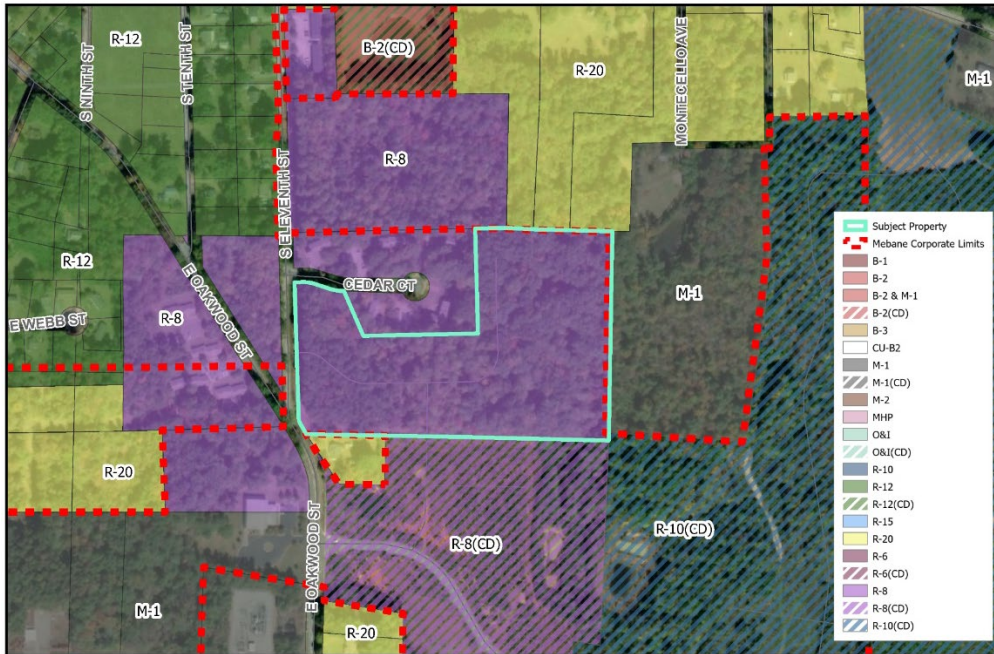 R-12
S NINTH ST
S TENTH ST
B-2(CD)
R-20
MONTECELLO AVE
M-1
R-8
S ELEVENTH ST
R-12
E OAKWOOD ST
CEDAR CT
M-1
E WEBB ST
R-8
R-20
E OAKWOOD ST
R-8(CD)
R-10(CD)
M-1
R-20
Subject Property
Mebane Corporate Limits
B-1
B-2
B-2 & M-1
B-2(CD)
B-3
CU-B2
M-1
M-1(CD)
M-2
MHP
O&I
O&I(CD)
R-10
R-12
R-12(CD)
R-15
R-20
R-6
R-6(CD)
R-8
R-8(CD)
R-10(CD)